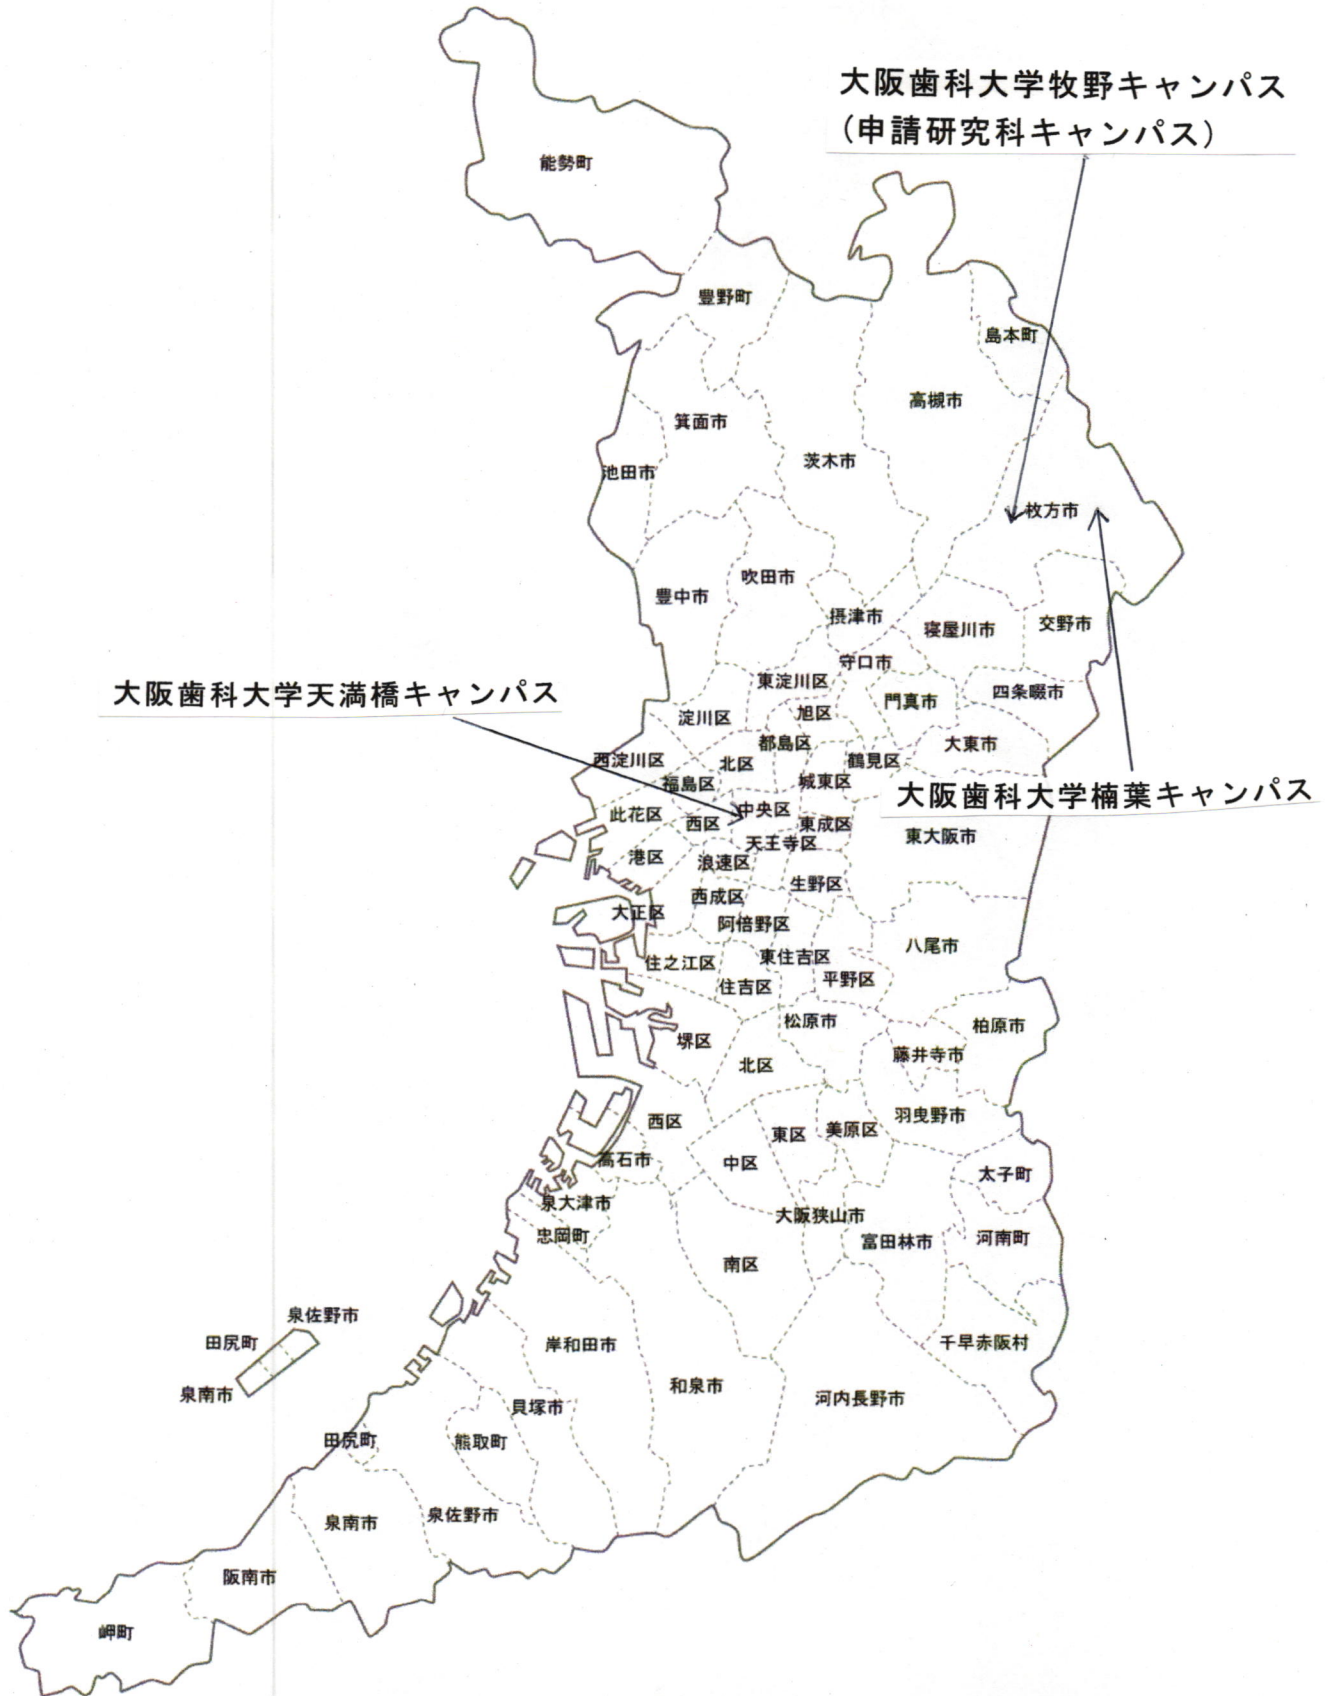 大阪歯科大学牧野キャンパス
(申請研究科キャンパス)
能勢町
豊野町
島本町
高槻市
箕面市
茨木市
池田市
枚方市
吹田市
豊中市
摂津市
寝屋川市
交野市
守口市
東淀川区
大阪歯科大学天満橋キャンパス
四条畷市
門真市
淀川区
旭区
都島区
大東市
西淀川区
北区
鶴見区
福島区
城東区
大阪歯科大学楠葉キャンパス
此花区
西区
中央区
東成区
東大阪市
天王寺区
港区
浪速区
生野区
西成区
大正区
阿倍野区
八尾市
住之江区
東住吉区
住吉区
平野区
松原市
柏原市
堺区
藤井寺市
北区
羽曳野市
西区
東区
美原区
高石市
中区
太子町
泉大津市
大阪狭山市
忠岡町
富田林市
河南町
南区
泉佐野市
田尻町
岸和田市
千早赤阪村
泉南市
和泉市
河内長野市
貝塚市
田尻町
熊取町
泉佐野市
泉南市
阪南市
岬町